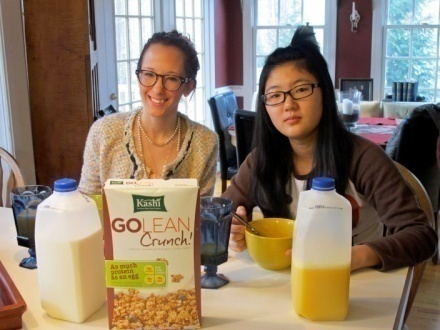 Kashi
GOLEAN
Crunch!
As much
protein
as an
egg